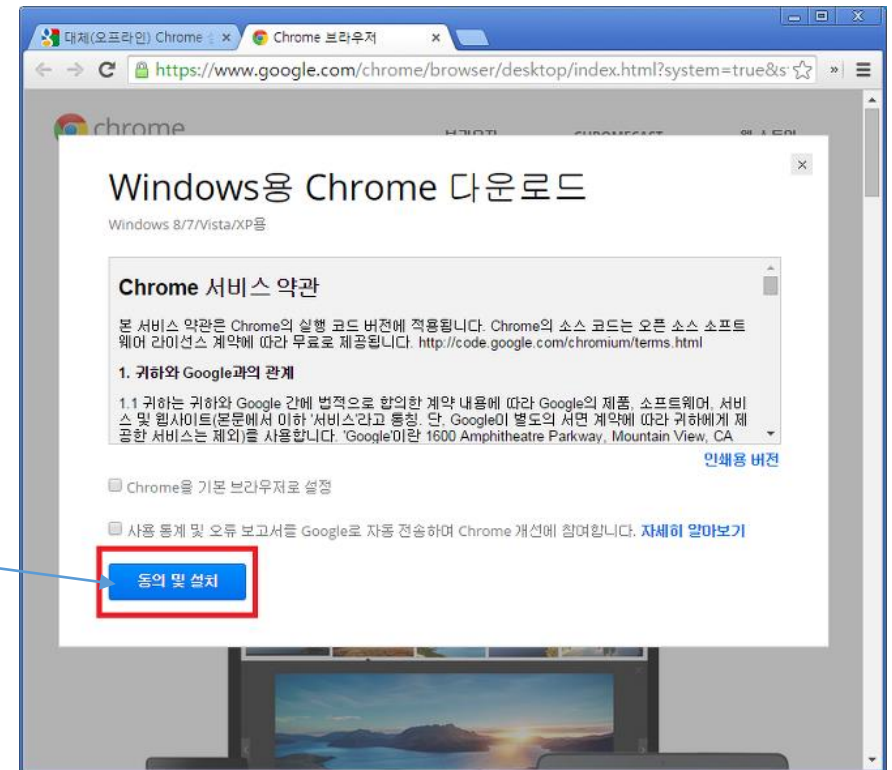 대체(오프라인) Chrome
Chrome 브라우저
https://www.google.com/chrome/browser/desktop/index.html?system=true&s
chrome
Windows용 Chrome 다운로드
Windows 8/7/Vista/XP용
Chrome 서비스 약관
본 서비스 약관은 Chrome의 실행 코드 버전에 적용됩니다. Chrome의 소스 코드는 오픈 소스 소프트
웨어 라이선스 계약에 따라 무료로 제공됩니다. http://code.google.com/chromium/terms.html
1. 귀하와 Google과의 관계
1.1 귀하는 귀하와 Google 간에 법적으로 합의한 계약 내용에 따라 Google의 제품, 소프트웨어, 서비
스 및 웹사이트(본문에서 이하 '서비스'라고 통칭. 단, Google이 별도의 서면 계약에 따라 귀하에게 제
공한 서비스는 제외)를 사용합니다. 'Google'이란 1600 Amphitheatre Parkway, Mountain View, CA
인쇄용 버전
Chrome을 기본 브라우저로 설정
사용 통계 및 오류 보고서를 Google로 자동 전송하며 Chrome 개선에 참여합니다. 자세히 알아보기
동의 및 설치